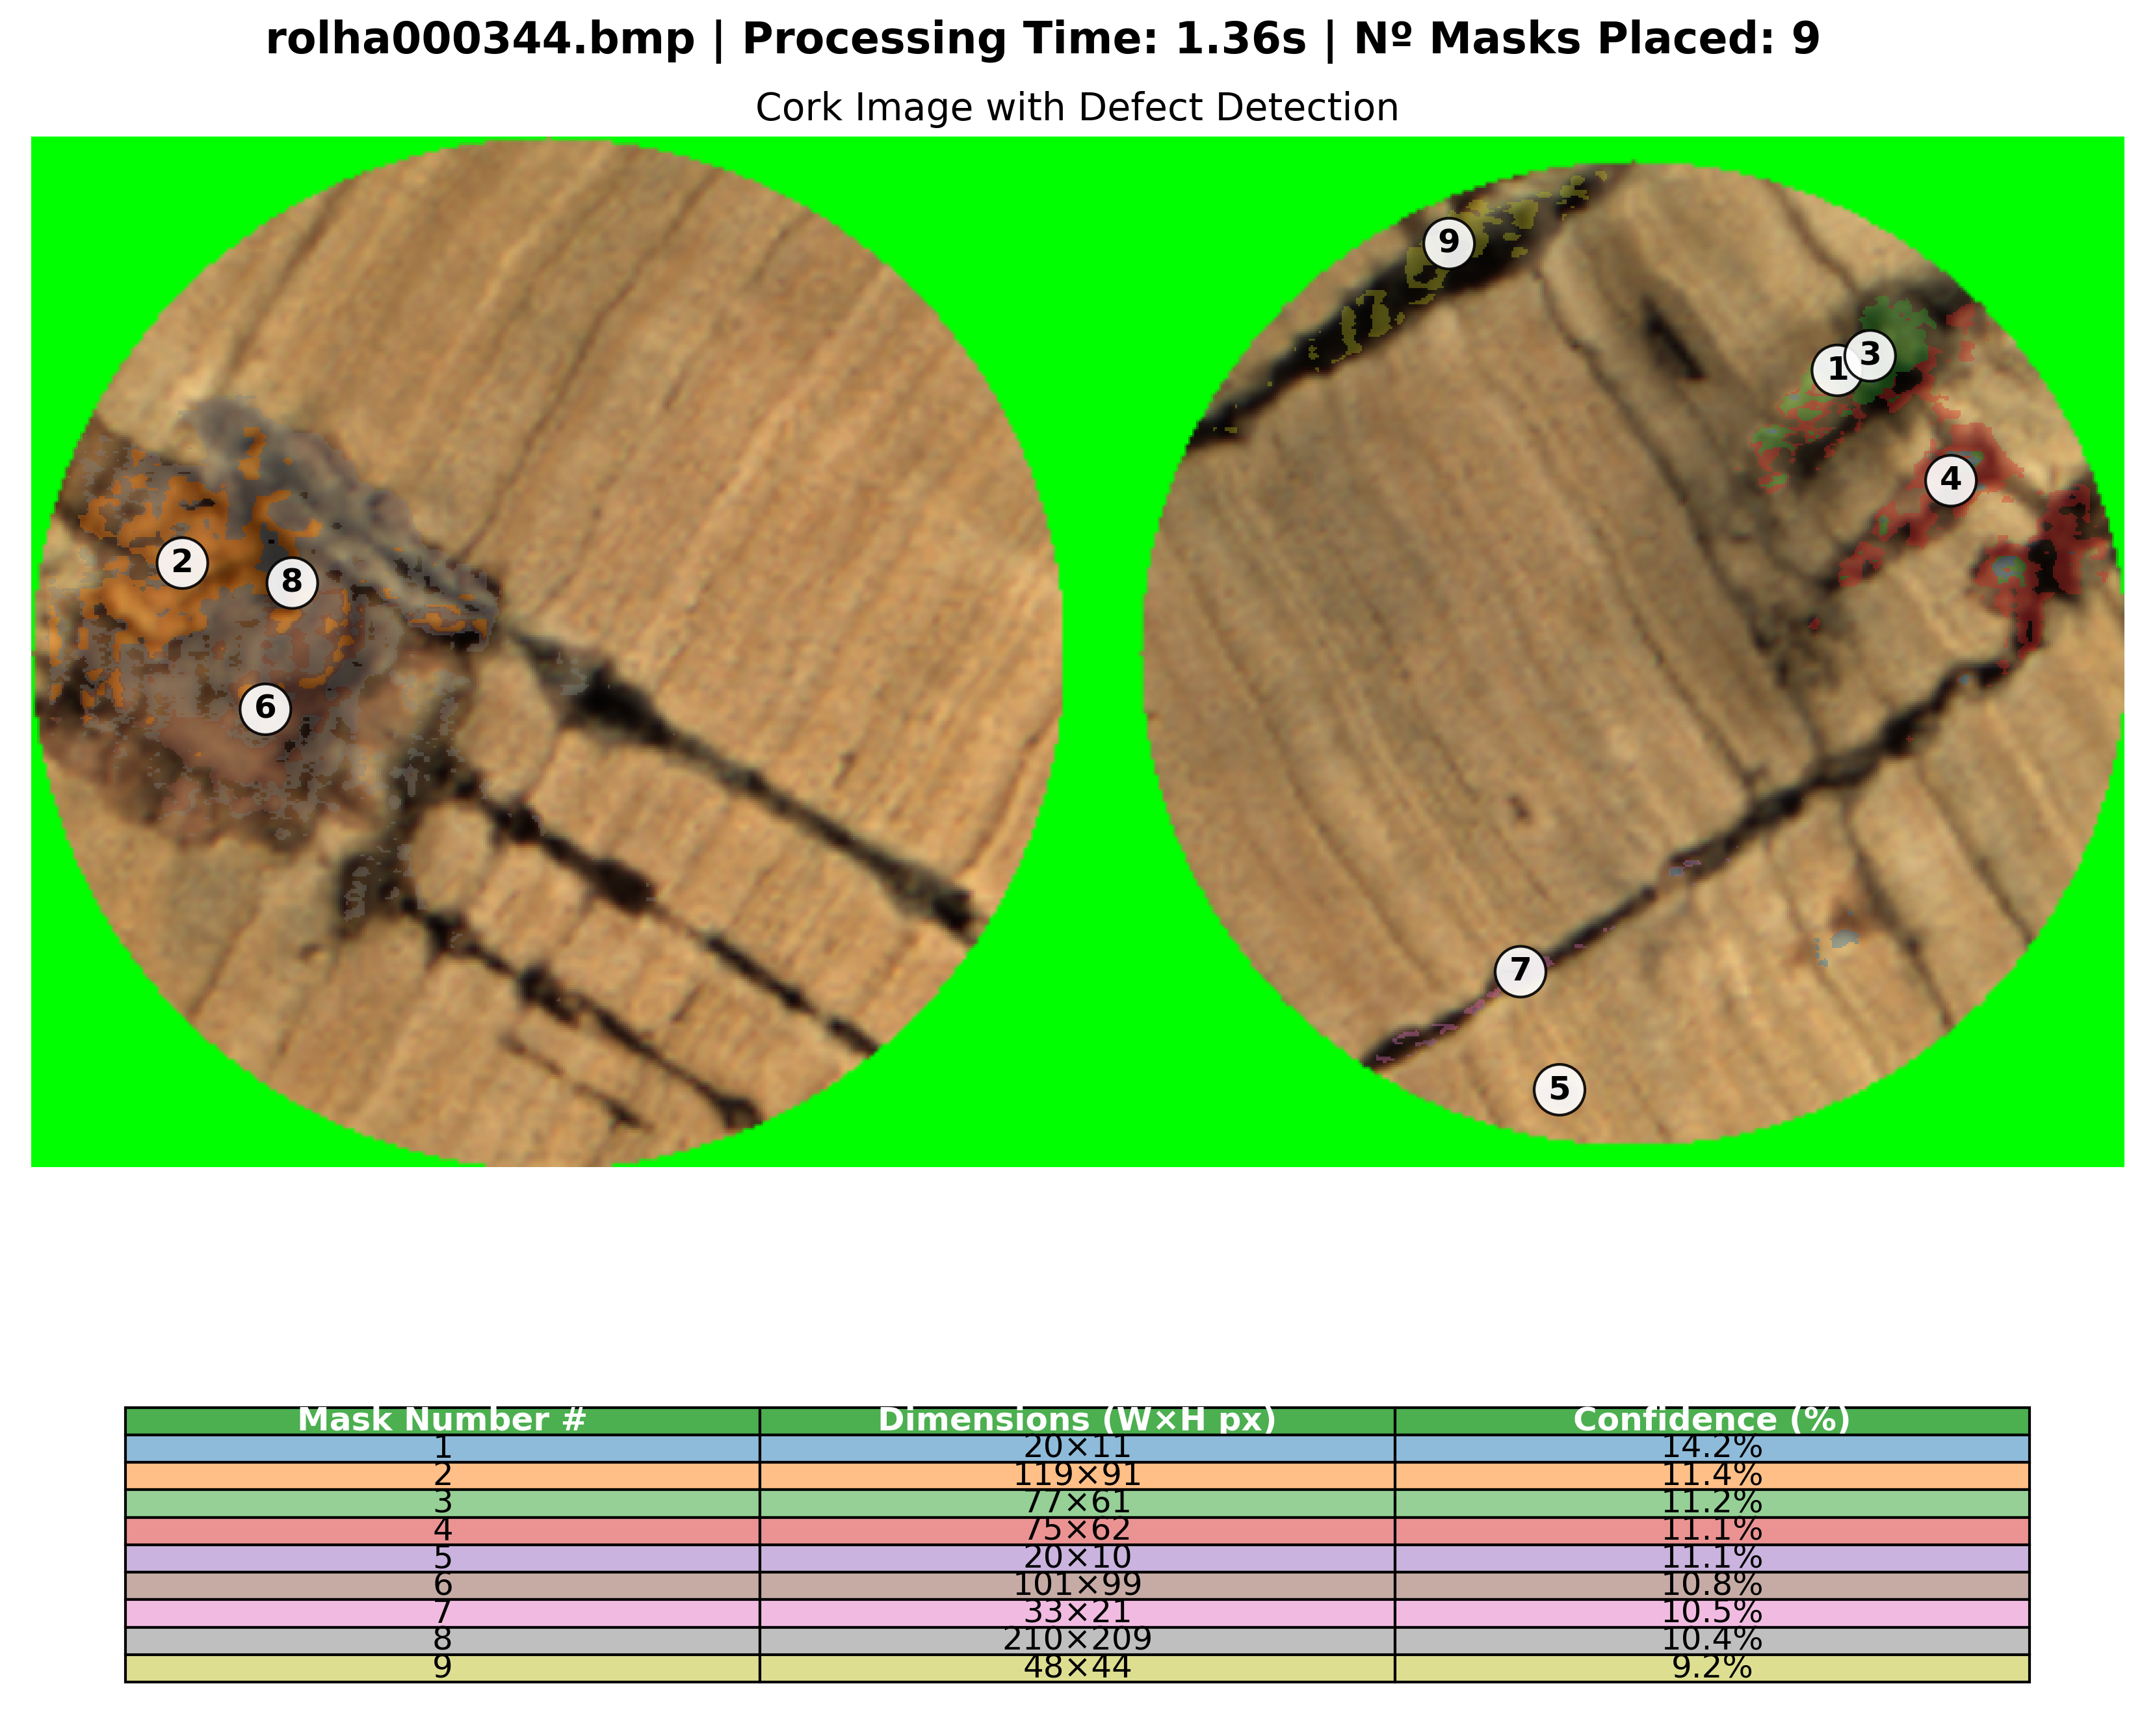 rolha000344.bmp | Processing Time: 1.36s | Nº Masks Placed: 9
Cork Image with Defect Detection
9
1 3
4
2
8
6
7
5
Mask Number # Dimensions (W×H px) Confidence (%)
1 20×11 14.2%
2 119×91 11.4%
3 77×61 11.2%
4 75×62 11.1%
5 20×10 11.1%
6 101×99 10.8%
7 33×21 10.5%
8 210×209 10.4%
9 48×44 9.2%